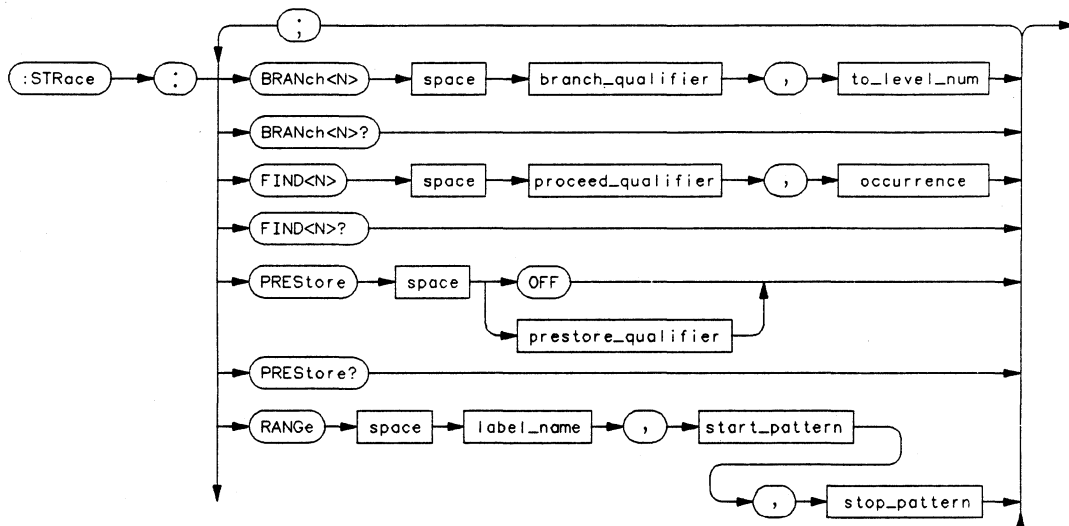 ;
:STRace : BRANch<N> space branch_qualifier , to_level_num
BRANch<N>?
FIND<N> space proceed_qualifier , occurrence
FIND<N>?
PREStore space OFF
prestore_qualifier
PREStore?
RANGe space label_name , start_pattern
, stop_pattern